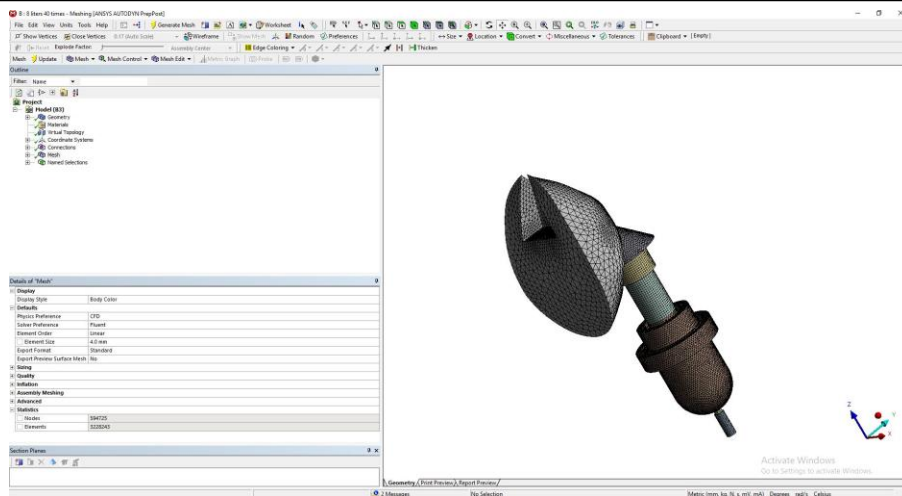 B : 8 liters 40 times - Meshing [ANSYS AUTODYN PrepPost]
File Edit View Units Tools Help Generate Mesh Worksheet
Show Vertices Close Vertices Wireframe Show Mesh Random Preferences Size Location Convert Miscellaneous Tolerances Clipboard [Empty]
Explode Factor: Assembly Center Edge Coloring Thicken
Mesh Update Mesh Mesh Control Mesh Edit Metric Graph Probe
Outline
Filter: Name
Project
Model (B3)
Geometry
Materials
Virtual Topology
Coordinate Systems
Connections
Mesh
Named Selections
Details of "Mesh"
Display
Display Style Body Color
Defaults
Physics Preference CFD
Solver Preference Fluent
Element Order Linear
Element Size 4.0 mm
Export Format Standard
Export Preview Surface Mesh No
Sizing
Quality
Inflation
Assembly Meshing
Advanced
Statistics
Nodes 594725
Elements 3228243
Section Planes
Z
Y
X
Activate Windows
Go to Settings to activate Windows.
Geometry Print Preview Report Preview
2 Messages No Selection Metric (mm, kg, N, s, mV, mA) Degrees rad/s Celsius